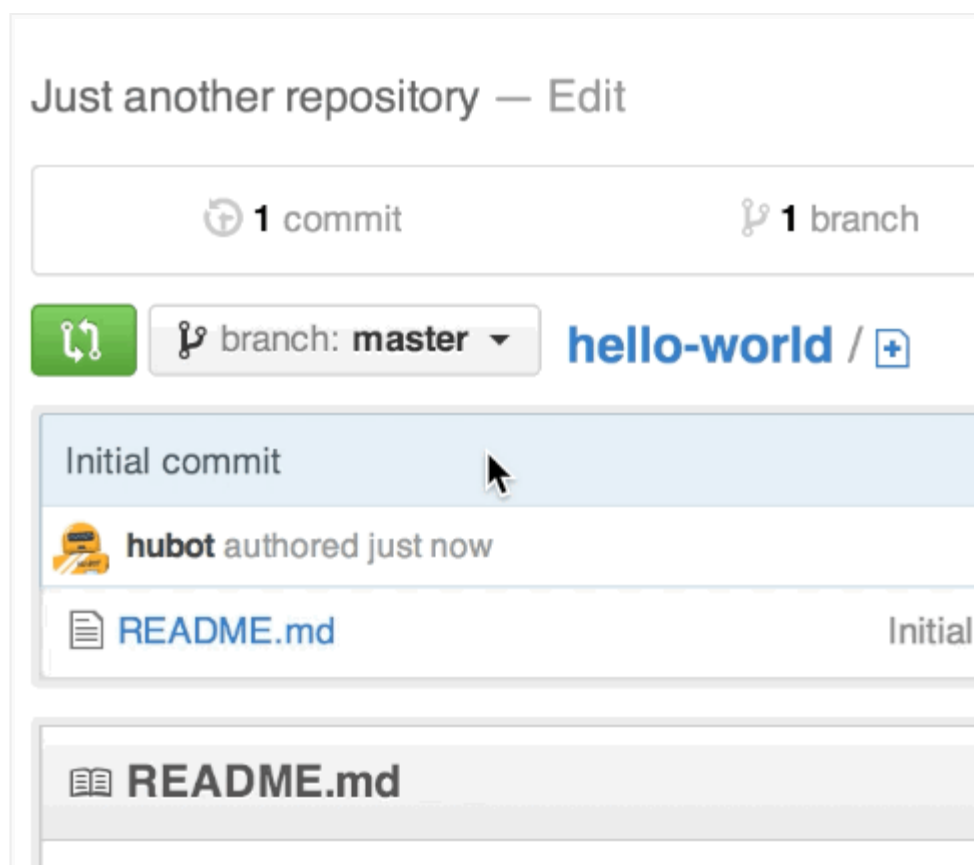 Just another repository — Edit
1 commit 1 branch
branch: master hello-world /
Initial commit
hubot authored just now
README.md Initial
README.md